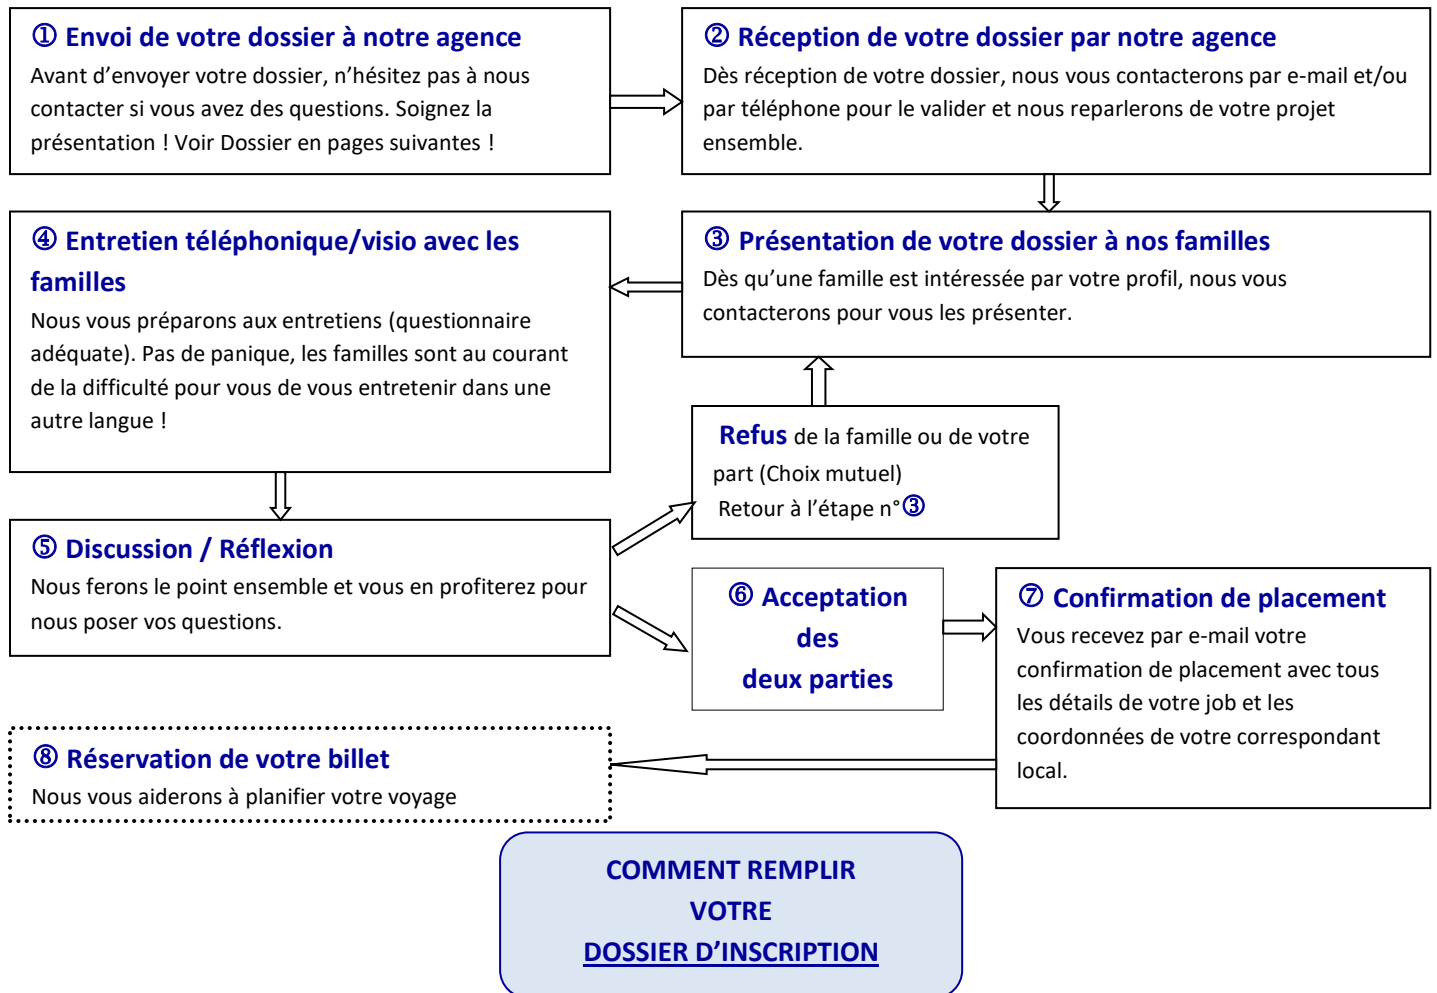 ① Envoi de votre dossier à notre agence
Avant d’envoyer votre dossier, n’hésitez pas à nous
contacter si vous avez des questions. Soignez la
présentation ! Voir Dossier en pages suivantes !
② Réception de votre dossier par notre agence
Dès réception de votre dossier, nous vous contacterons par e-mail et/ou
par téléphone pour le valider et nous reparlerons de votre projet
ensemble.
③ Présentation de votre dossier à nos familles
Dès qu’une famille est intéressée par votre profil, nous vous
contacterons pour vous les présenter.
④ Entretien téléphonique/visio avec les
familles
Nous vous préparons aux entretiens (questionnaire
adéquate). Pas de panique, les familles sont au courant
de la difficulté pour vous de vous entretenir dans une
autre langue !
⑤ Discussion / Réflexion
Nous ferons le point ensemble et vous en profiterez pour
nous poser vos questions.
Refus de la famille ou de votre
part (Choix mutuel)
Retour à l’étape n°③
⑥ Acceptation
des
deux parties
⑦ Confirmation de placement
Vous recevez par e-mail votre
confirmation de placement avec tous
les détails de votre job et les
coordonnées de votre correspondant
local.
⑧ Réservation de votre billet
Nous vous aiderons à planifier votre voyage
COMMENT REMPLIR
VOTRE
DOSSIER D’INSCRIPTION